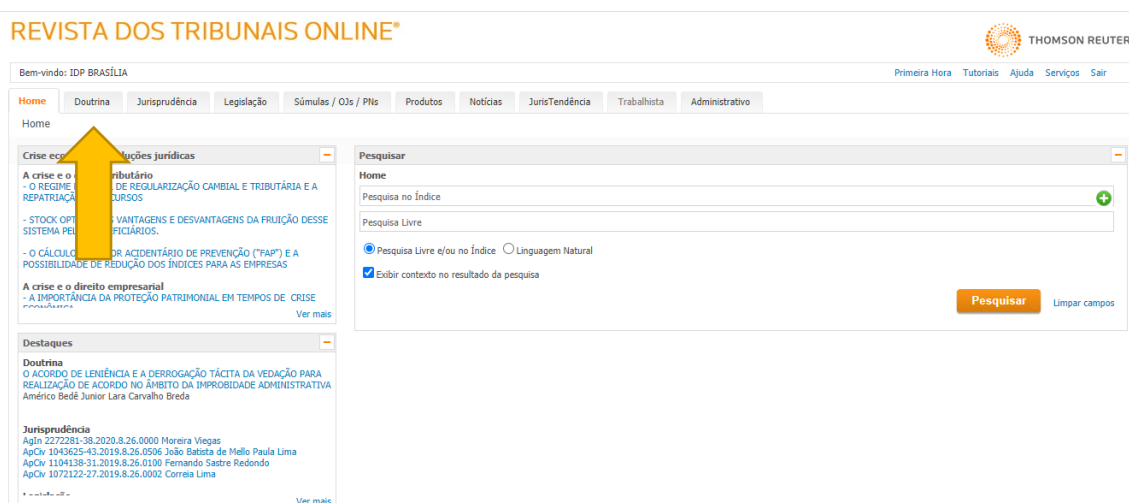 REVISTA DOS TRIBUNAIS ONLINE®
THOMSON REUTER
Bem-vindo: IDP BRASÍLIA
Primeira Hora Tutoriais Ajuda Serviços Sair
Home Doutrina Jurisprudência Legislação Súmulas / OJs / PNs Produtos Notícias JurisTendência Trabalhista Administrativo
Home
Crise luções jurídicas
A crise e o ributário
- O REGIME DE REGULARIZAÇÃO CAMBIAL E TRIBUTÁRIA E A
REPATRIAÇ CURSOS
- STOCK OPT VANTAGENS E DESVANTAGENS DA FRUIÇÃO DESSE
SISTEMA PEL FICIÁRIOS.
- O CÁLCULO OR ACIDENTÁRIO DE PREVENÇÃO ("FAP") E A
POSSIBILIDADE DE REDUÇÃO DOS ÍNDICES PARA AS EMPRESAS
A crise e o direito empresarial
- A IMPORTÂNCIA DA PROTEÇÃO PATRIMONIAL EM TEMPOS DE CRISE
Ver mais
Destaques
Doutrina
O ACORDO DE LENIÊNCIA E A DERROGAÇÃO TÁCITA DA VEDAÇÃO PARA
REALIZAÇÃO DE ACORDO NO ÂMBITO DA IMPROBIDADE ADMINISTRATIVA
Américo Bedê Junior Lara Carvalho Breda
Jurisprudência
AgIn 2272281-38.2020.8.26.0000 Moreira Viegas
ApCiv 1043625-43.2019.8.26.0506 João Batista de Mello Paula Lima
ApCiv 1104138-31.2019.8.26.0100 Fernando Sastre Redondo
ApCiv 1072122-27.2019.8.26.0002 Correia Lima
Ver mais
Pesquisar
Home
Pesquisa no Índice
Pesquisa Livre
Pesquisa Livre e/ou no Índice Linguagem Natural
Exibir contexto no resultado da pesquisa
Pesquisar Limpar campos